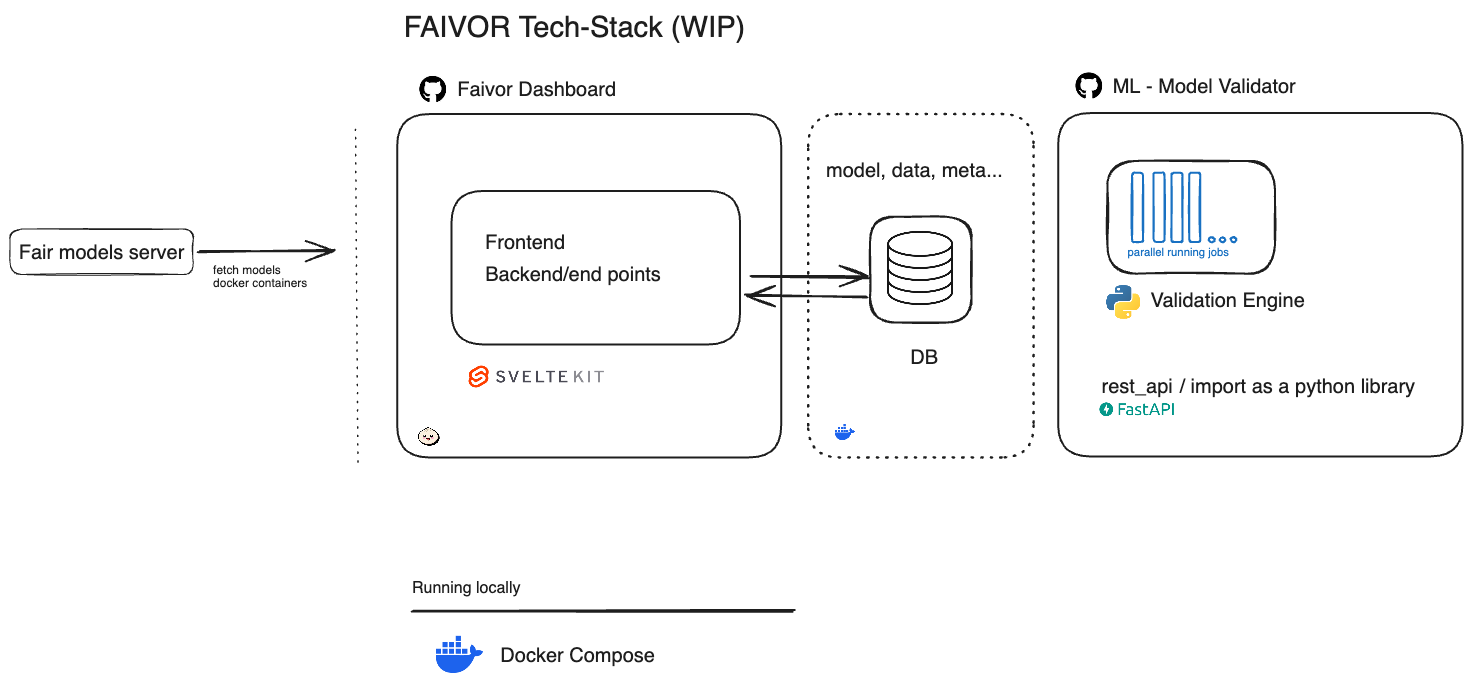 FAIVOR Tech-Stack (WIP)
Faivor Dashboard
ML - Model Validator
model, data, meta...
Fair models server
fetch models
docker containers
Frontend
Backend/end points
SVELTE KIT
DB
parallel running jobs
Validation Engine
rest_api / import as a python library
FastAPI
Running locally
Docker Compose